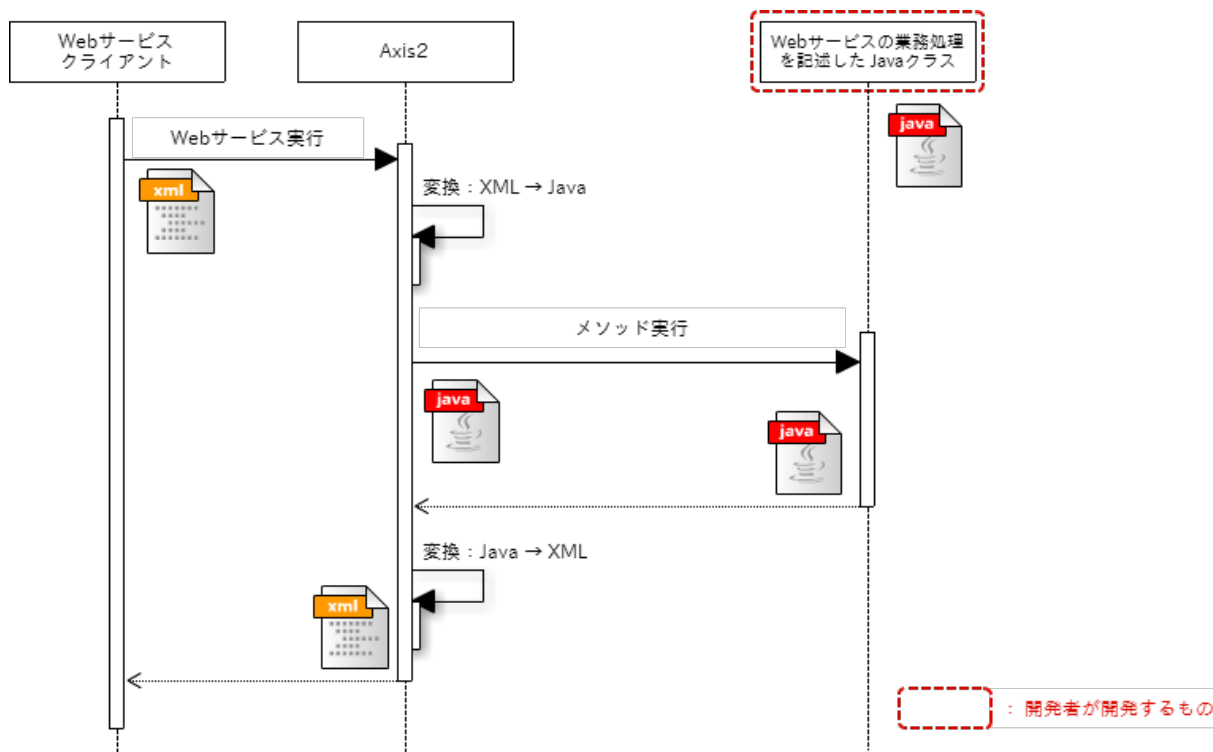 Webサービス
クライアント
Axis2
Webサービスの業務処理
を記述した Javaクラス
java
Webサービス実行
xml
変換：XML → Java
メソッド実行
java
java
変換：Java → XML
xml
：開発者が開発するもの